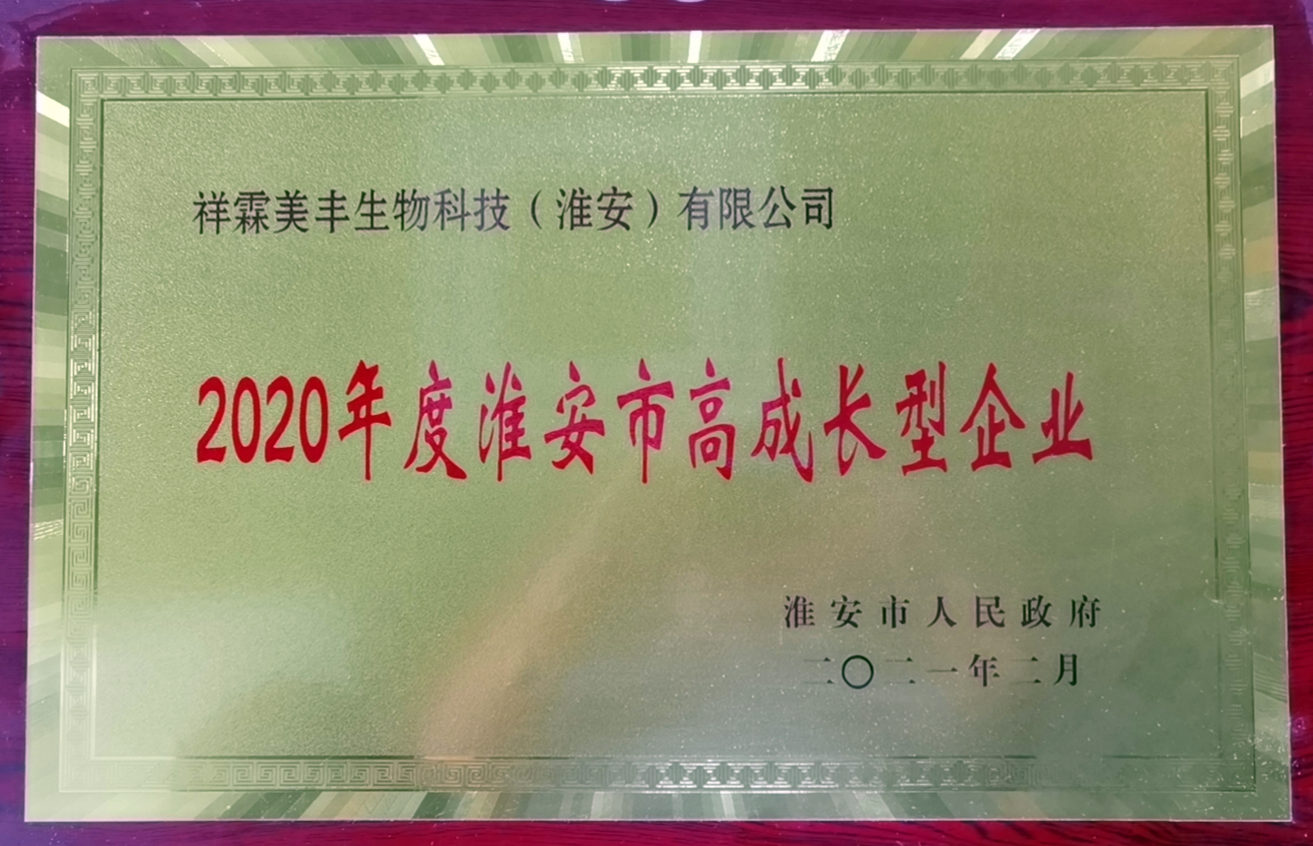 祥霖美丰生物科技（淮安）有限公司
2020年度淮安市高成长型企业
淮安市人民政府
二〇二一年二月